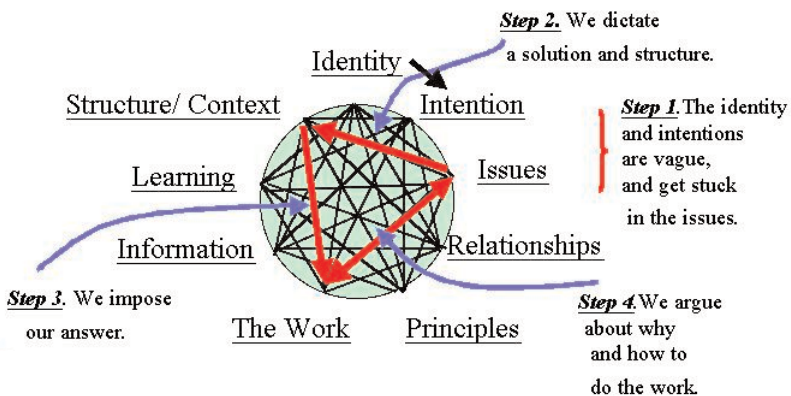 Step 2. We dictate
a solution and structure.
Identity
Structure/ Context
Intention
Step 1.The identity
and intentions
are vague,
and get stuck
in the issues.
Issues
Learning
Information
Relationships
Step 3. We impose
our answer.
The Work
Principles
Step 4.We argue
about why
and how to
do the work.